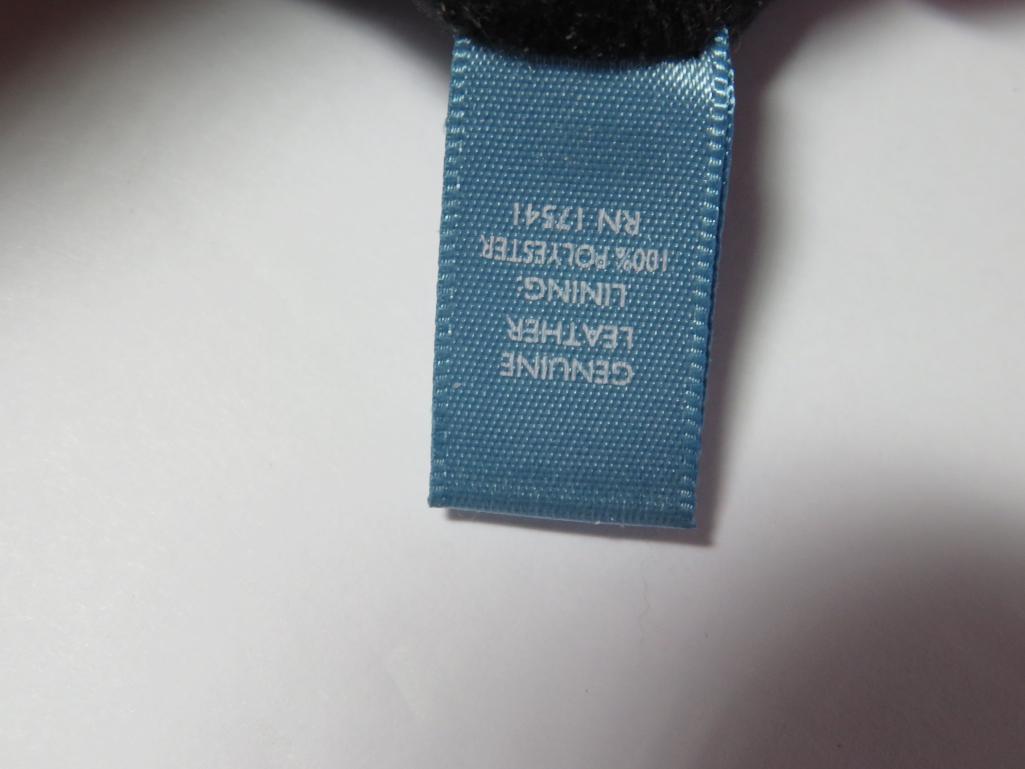 GENUINE
LEATHER
LINING:
100% POLYESTER
RN 17541